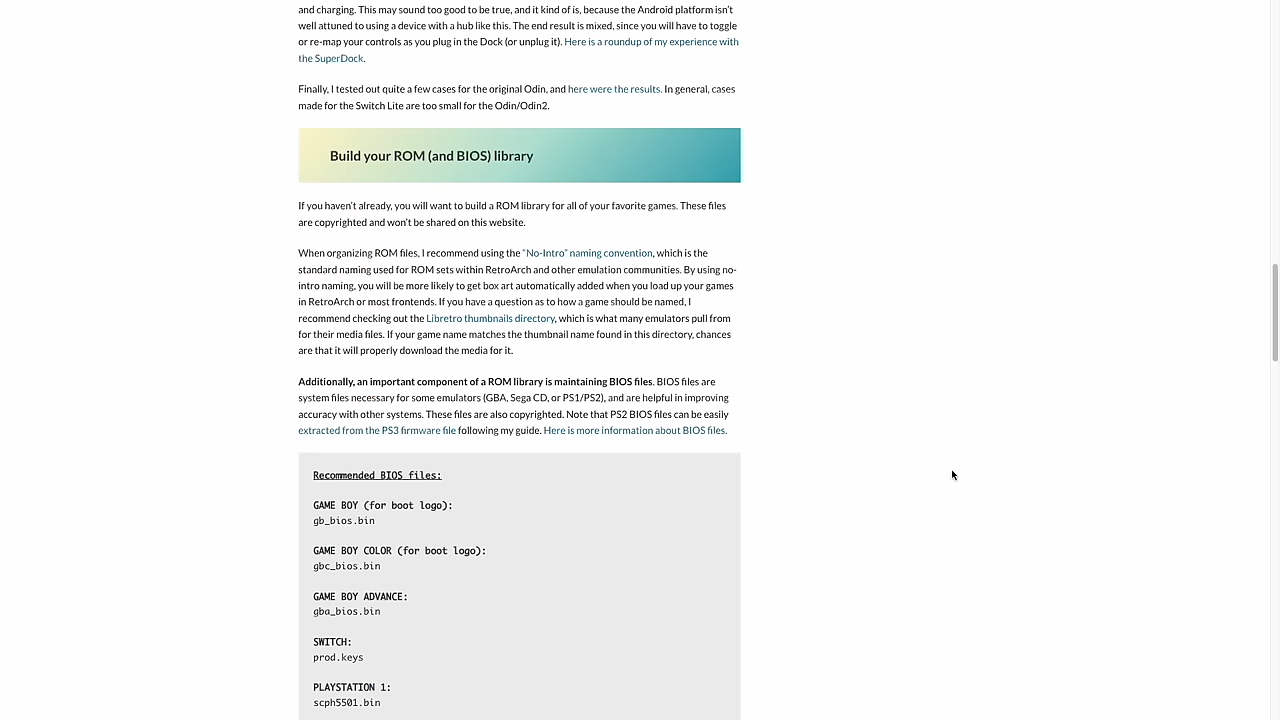 and charging. This may sound too good to be true, and it kind of is, because the Android platform isn't
well attuned to using a device with a hub like this. The end result is mixed, since you will have to toggle
or re-map your controls as you plug in the Dock (or unplug it). Here is a roundup of my experience with
the SuperDock.
Finally, I tested out quite a few cases for the original Odin, and here were the results. In general, cases
made for the Switch Lite are too small for the Odin/Odin2.
Build your ROM (and BIOS) library
If you haven't already, you will want to build a ROM library for all of your favorite games. These files
are copyrighted and won't be shared on this website.
When organizing ROM files, I recommend using the "No-Intro" naming convention, which is the
standard naming used for ROM sets within RetroArch and other emulation communities. By using no-
intro naming, you will be more likely to get box art automatically added when you load up your games
in RetroArch or most frontends. If you have a question as to how a game should be named, I
recommend checking out the Libretro thumbnails directory, which is what many emulators pull from
for their media files. If your game name matches the thumbnail name found in this directory, chances
are that it will properly download the media for it.
Additionally, an important component of a ROM library is maintaining BIOS files. BIOS files are
system files necessary for some emulators (GBA, Sega CD, or PS1/PS2), and are helpful in improving
accuracy with other systems. These files are also copyrighted. Note that PS2 BIOS files can be easily
extracted from the PS3 firmware file following my guide. Here is more information about BIOS files.
Recommended BIOS files:
GAME BOY (for boot logo):
gb_bios.bin
GAME BOY COLOR (for boot logo):
gbc_bios.bin
GAME BOY ADVANCE:
gba_bios.bin
SWITCH:
prod.keys
PLAYSTATION 1:
scph5501.bin